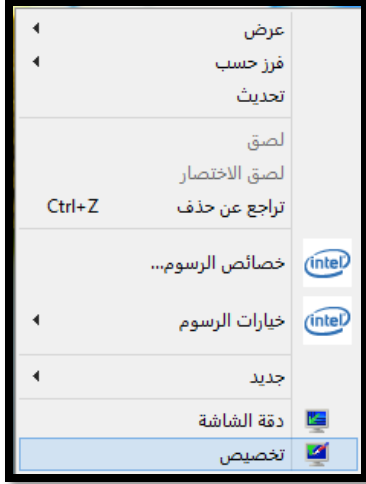 عرض
فرز حسب
تحديث
لصق
لصق الاختصار
تراجع عن حذف Ctrl+Z
خصائص الرسوم...
intel
خيارات الرسوم
intel
جديد
دقة الشاشة
تخصيص